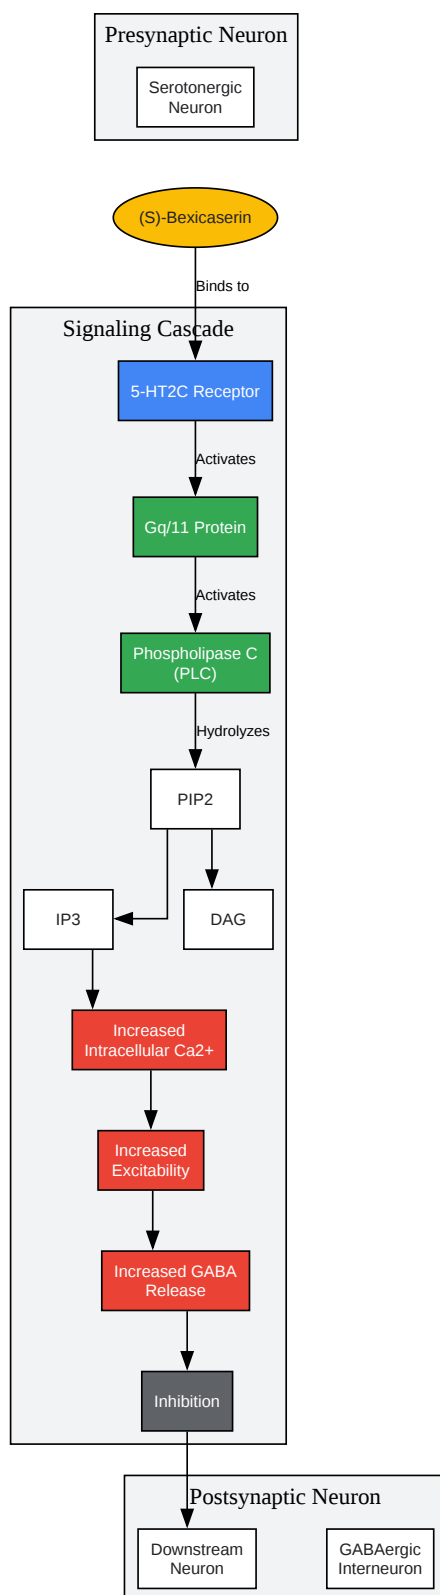 Presynaptic Neuron
Serotonergic
Neuron
(S)-Bexicaserin
Binds to
Signaling Cascade
5-HT2C Receptor
Activates
Gq/11 Protein
Activates
Phospholipase C
(PLC)
Hydrolyzes
PIP2
IP3
DAG
Increased
Intracellular Ca2+
Increased
Excitability
Increased GABA
Release
Inhibition
Postsynaptic Neuron
Downstream
Neuron
GABAergic
Interneuron